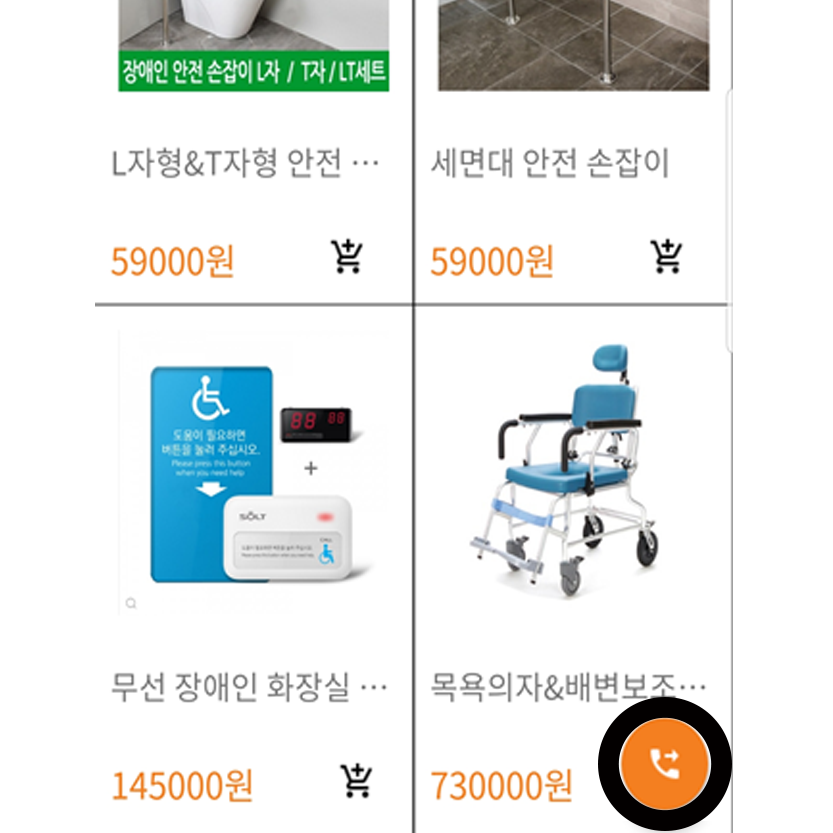 장애인 안전 손잡이 L자 / T자 / LT세트
L자형&T자형 안전 ···
세면대 안전 손잡이
59000원
59000원
도움이 필요하면
버튼을 눌러 주십시오.
Please press this button
when you need help
88 88
+
SOLT
CALL
무선 장애인 화장실 ···
목욕의자&배변보조···
145000원
730000원